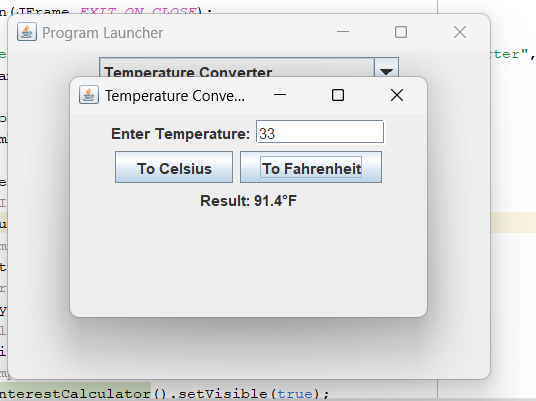 n(JFrame.EXIT_ON_CLOSE);
Program Launcher
rter",
Temperature Converter
Temperature Conve...
Enter Temperature: 33
To Celsius To Fahrenheit
Result: 91.4°F
nterestCalculator().setVisible(true);